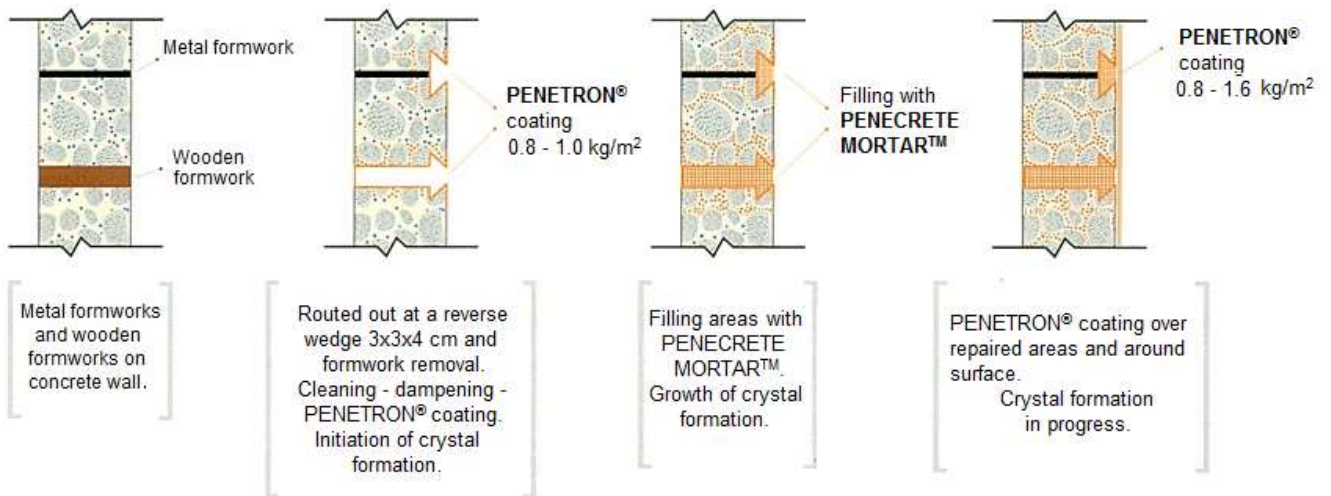 Metal formwork
Wooden
formwork
PENETRON®
coating
0.8 - 1.0 kg/m²
Filling with
PENECRETE
MORTAR™
PENETRON®
coating
0.8 - 1.6 kg/m²
Metal formworks
and wooden
formworks on
concrete wall.
Routed out at a reverse
wedge 3x3x4 cm and
formwork removal.
Cleaning - dampening -
PENETRON® coating.
Initiation of crystal
formation.
Filling areas with
PENECRETE
MORTAR™.
Growth of crystal
formation.
PENETRON® coating over
repaired areas and around
surface.
Crystal formation
in progress.